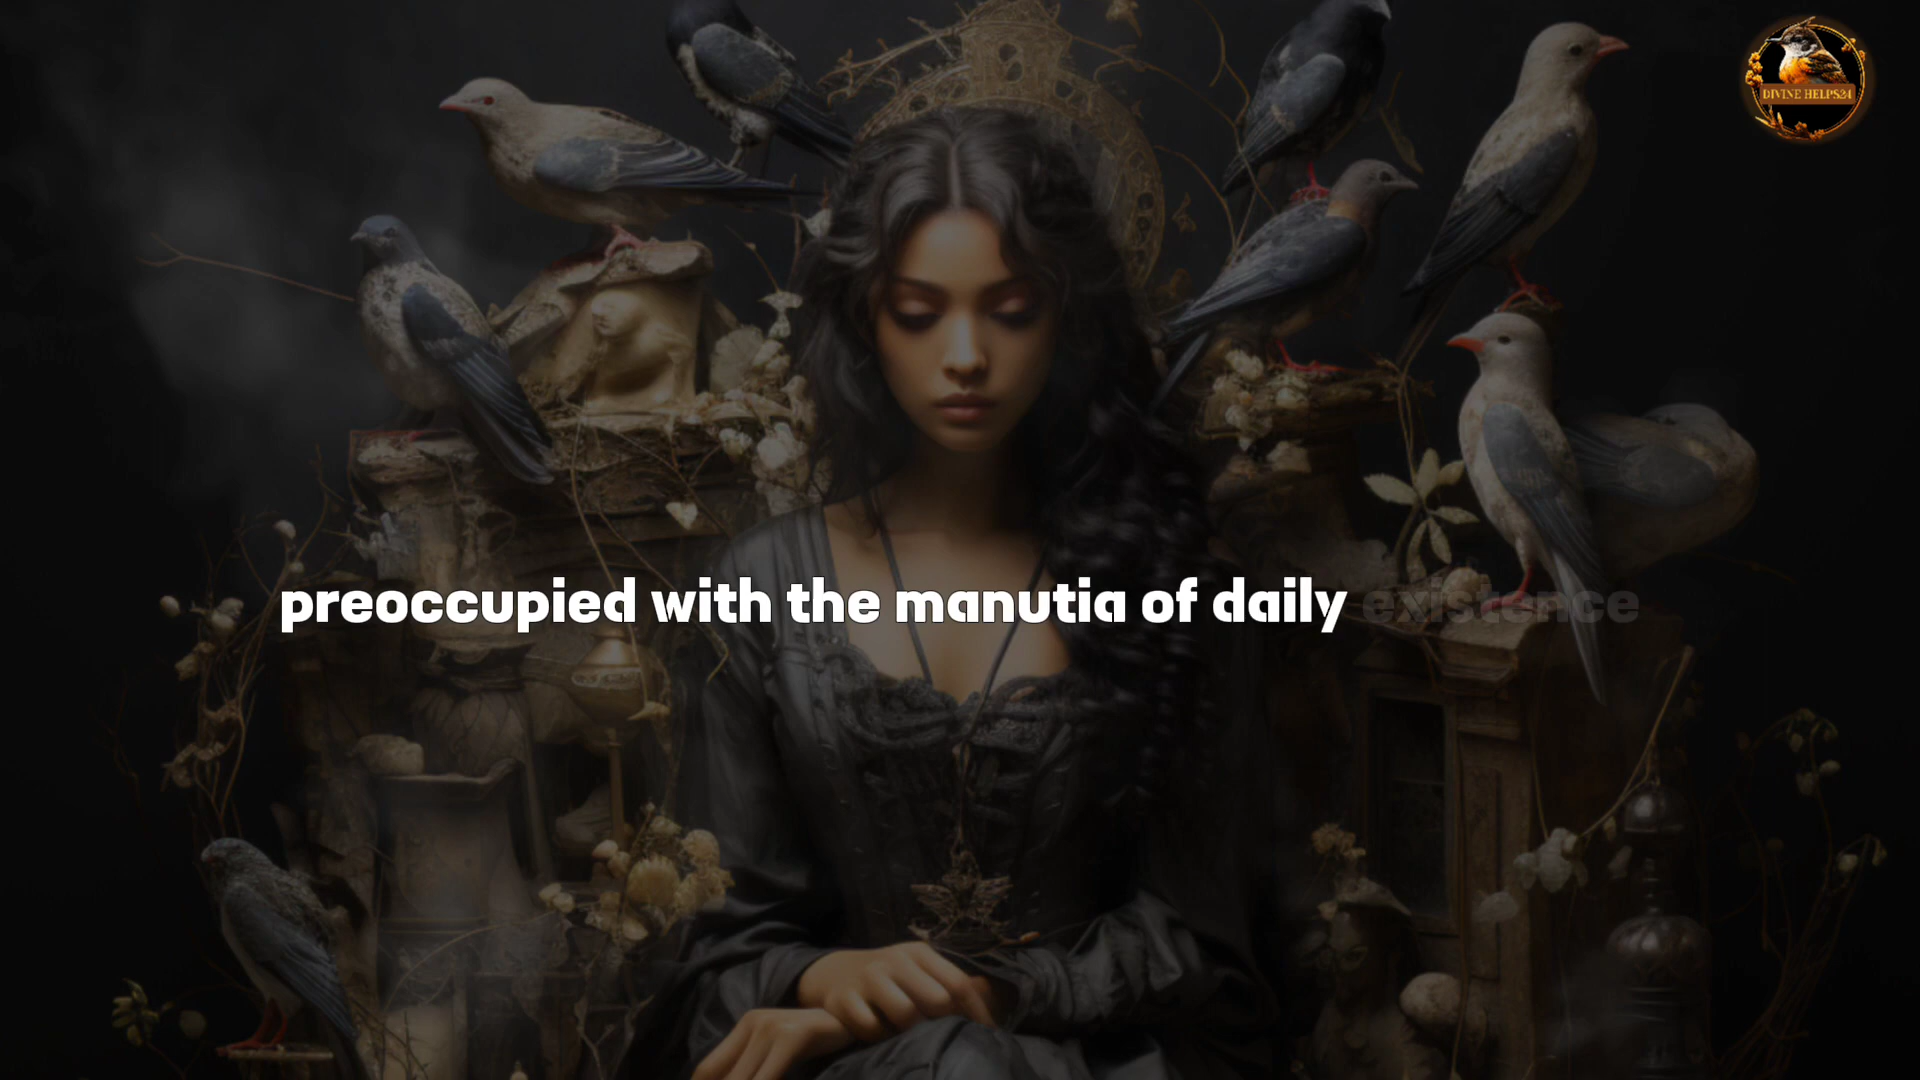 DIVINE HELPS24
preoccupied with the manutia of daily existence